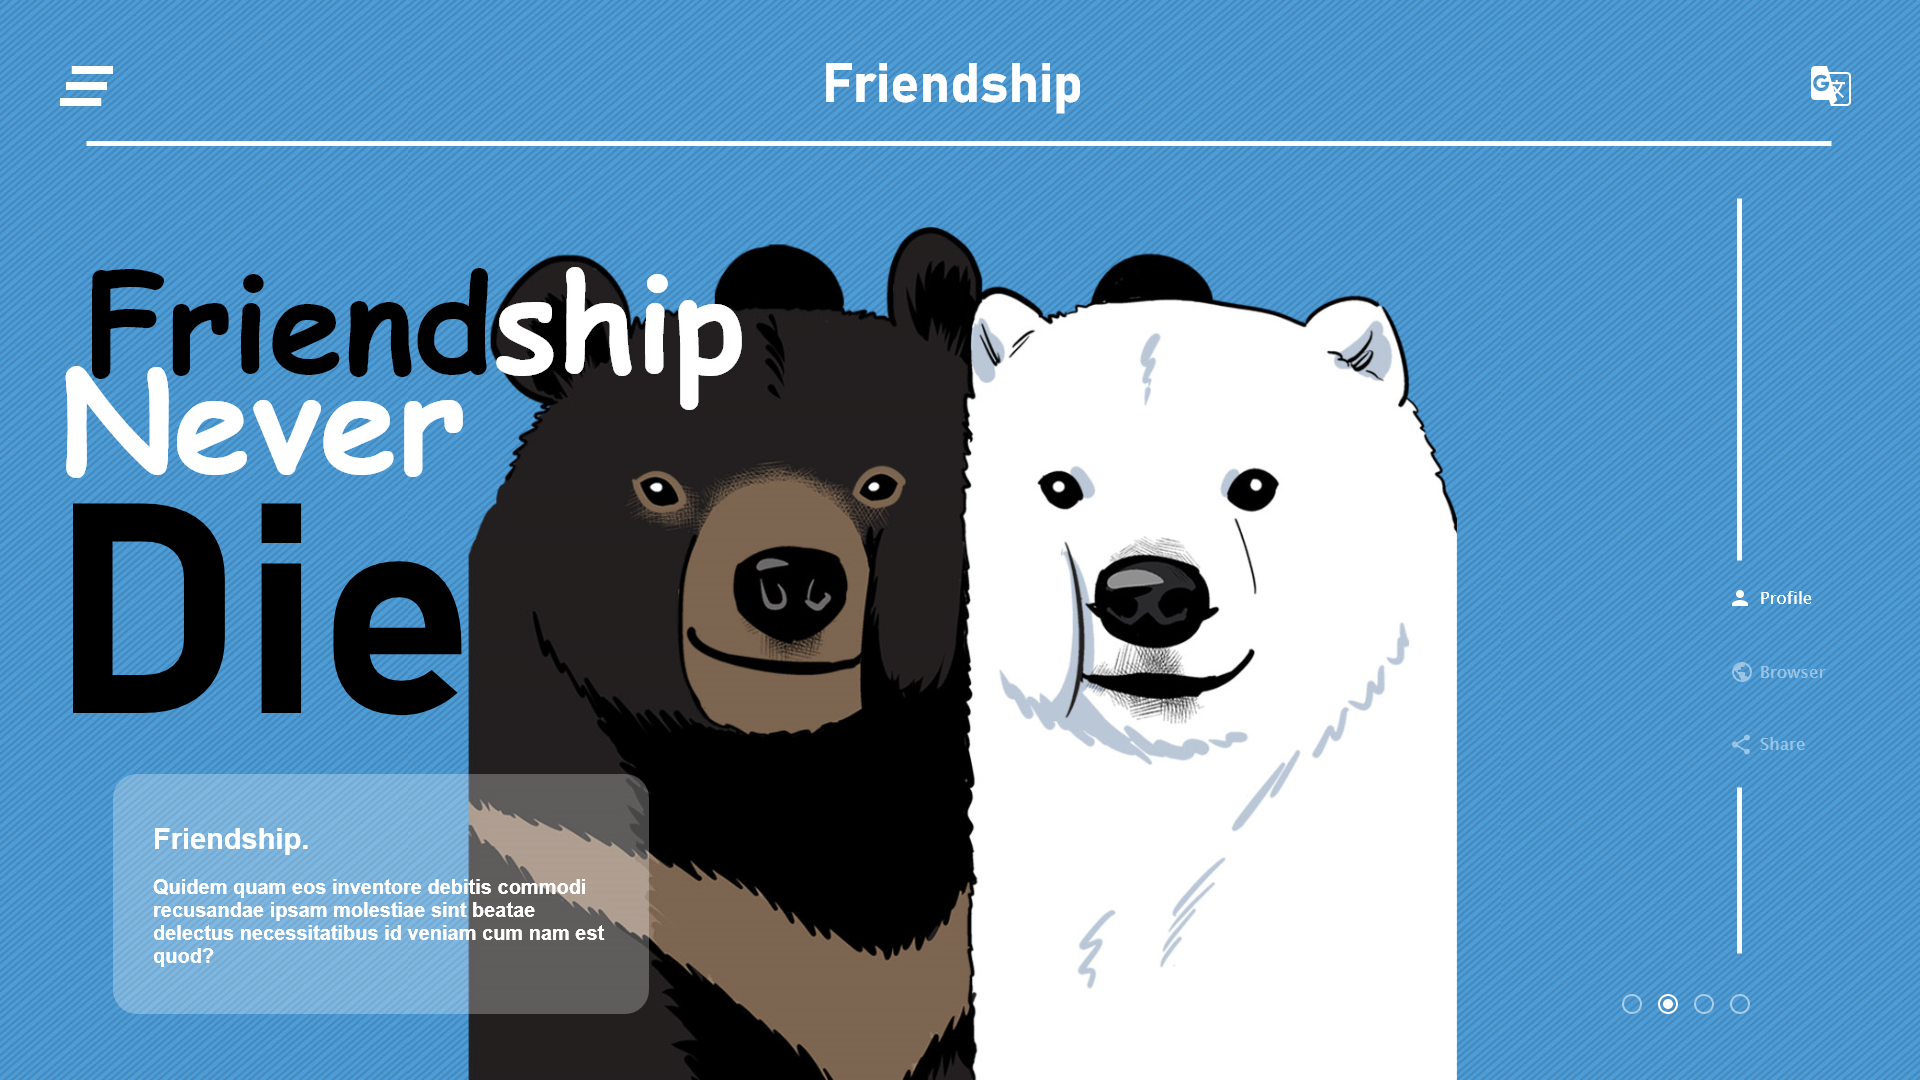 Friendship
Friendship
Never
Die
Profile
Browser
Share
Friendship.
Quidem quam eos inventore debitis commodi
recusandae ipsam molestiae sint beatae
delectus necessitatibus id veniam cum nam est
quod?